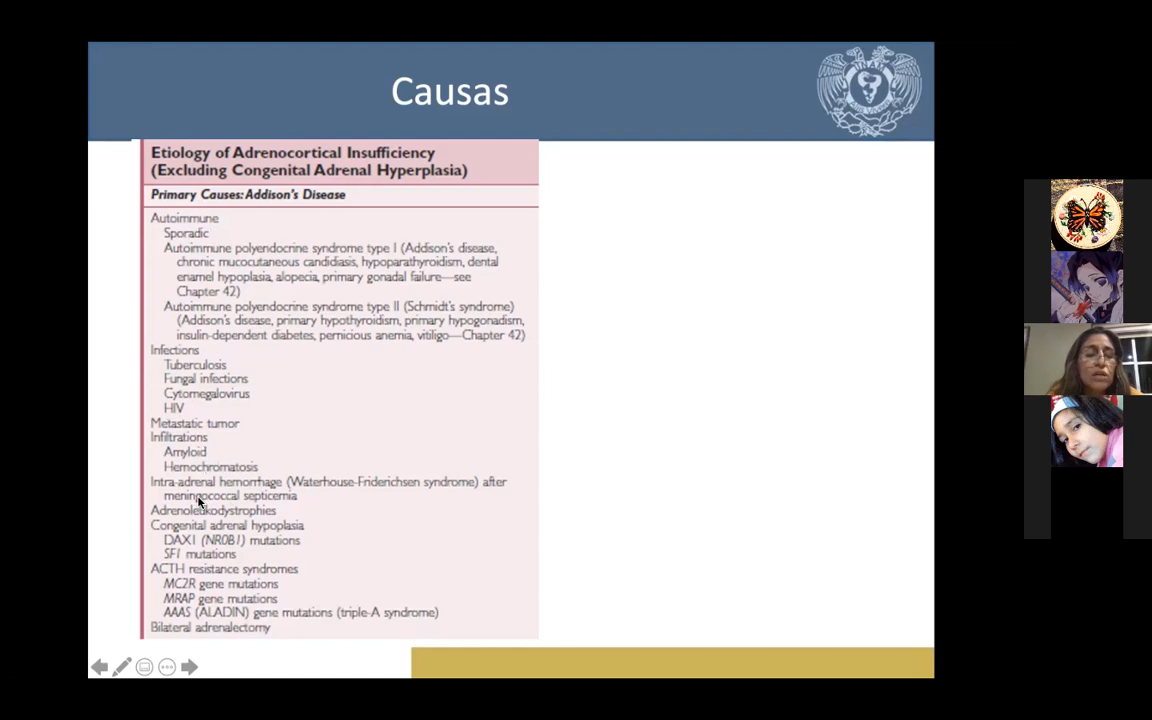 Causas
Etiology of Adrenocortical Insufficiency
(Excluding Congenital Adrenal Hyperplasia)
Primary Causes: Addison's Disease
Autoimmune
Sporadic
Autoimmune polyendocrine syndrome type I (Addison's disease,
chronic mucocutaneous candidiasis, hypoparathyroidism, dental
enamel hypoplasia, alopecia, primary gonadal failure—see
Chapter 42)
Autoimmune polyendocrine syndrome type II (Schmidt's syndrome)
(Addison's disease, primary hypothyroidism, primary hypogonadism,
insulin-dependent diabetes, pernicious anemia, vitiligo—Chapter 42)
Infections
Tuberculosis
Fungal infections
Cytomegalovirus
HIV
Metastatic tumor
Infiltrations
Amyloid
Hemochromatosis
Intra-adrenal hemorrhage (Waterhouse-Friderichsen syndrome) after
meningococcal septicemia
Adrenoleukodystrophies
Congenital adrenal hypoplasia
DAX1 (NR0B1) mutations
SF1 mutations
ACTH resistance syndromes
MC2R gene mutations
MRAP gene mutations
AAAS (ALADIN) gene mutations (triple-A syndrome)
Bilateral adrenalectomy